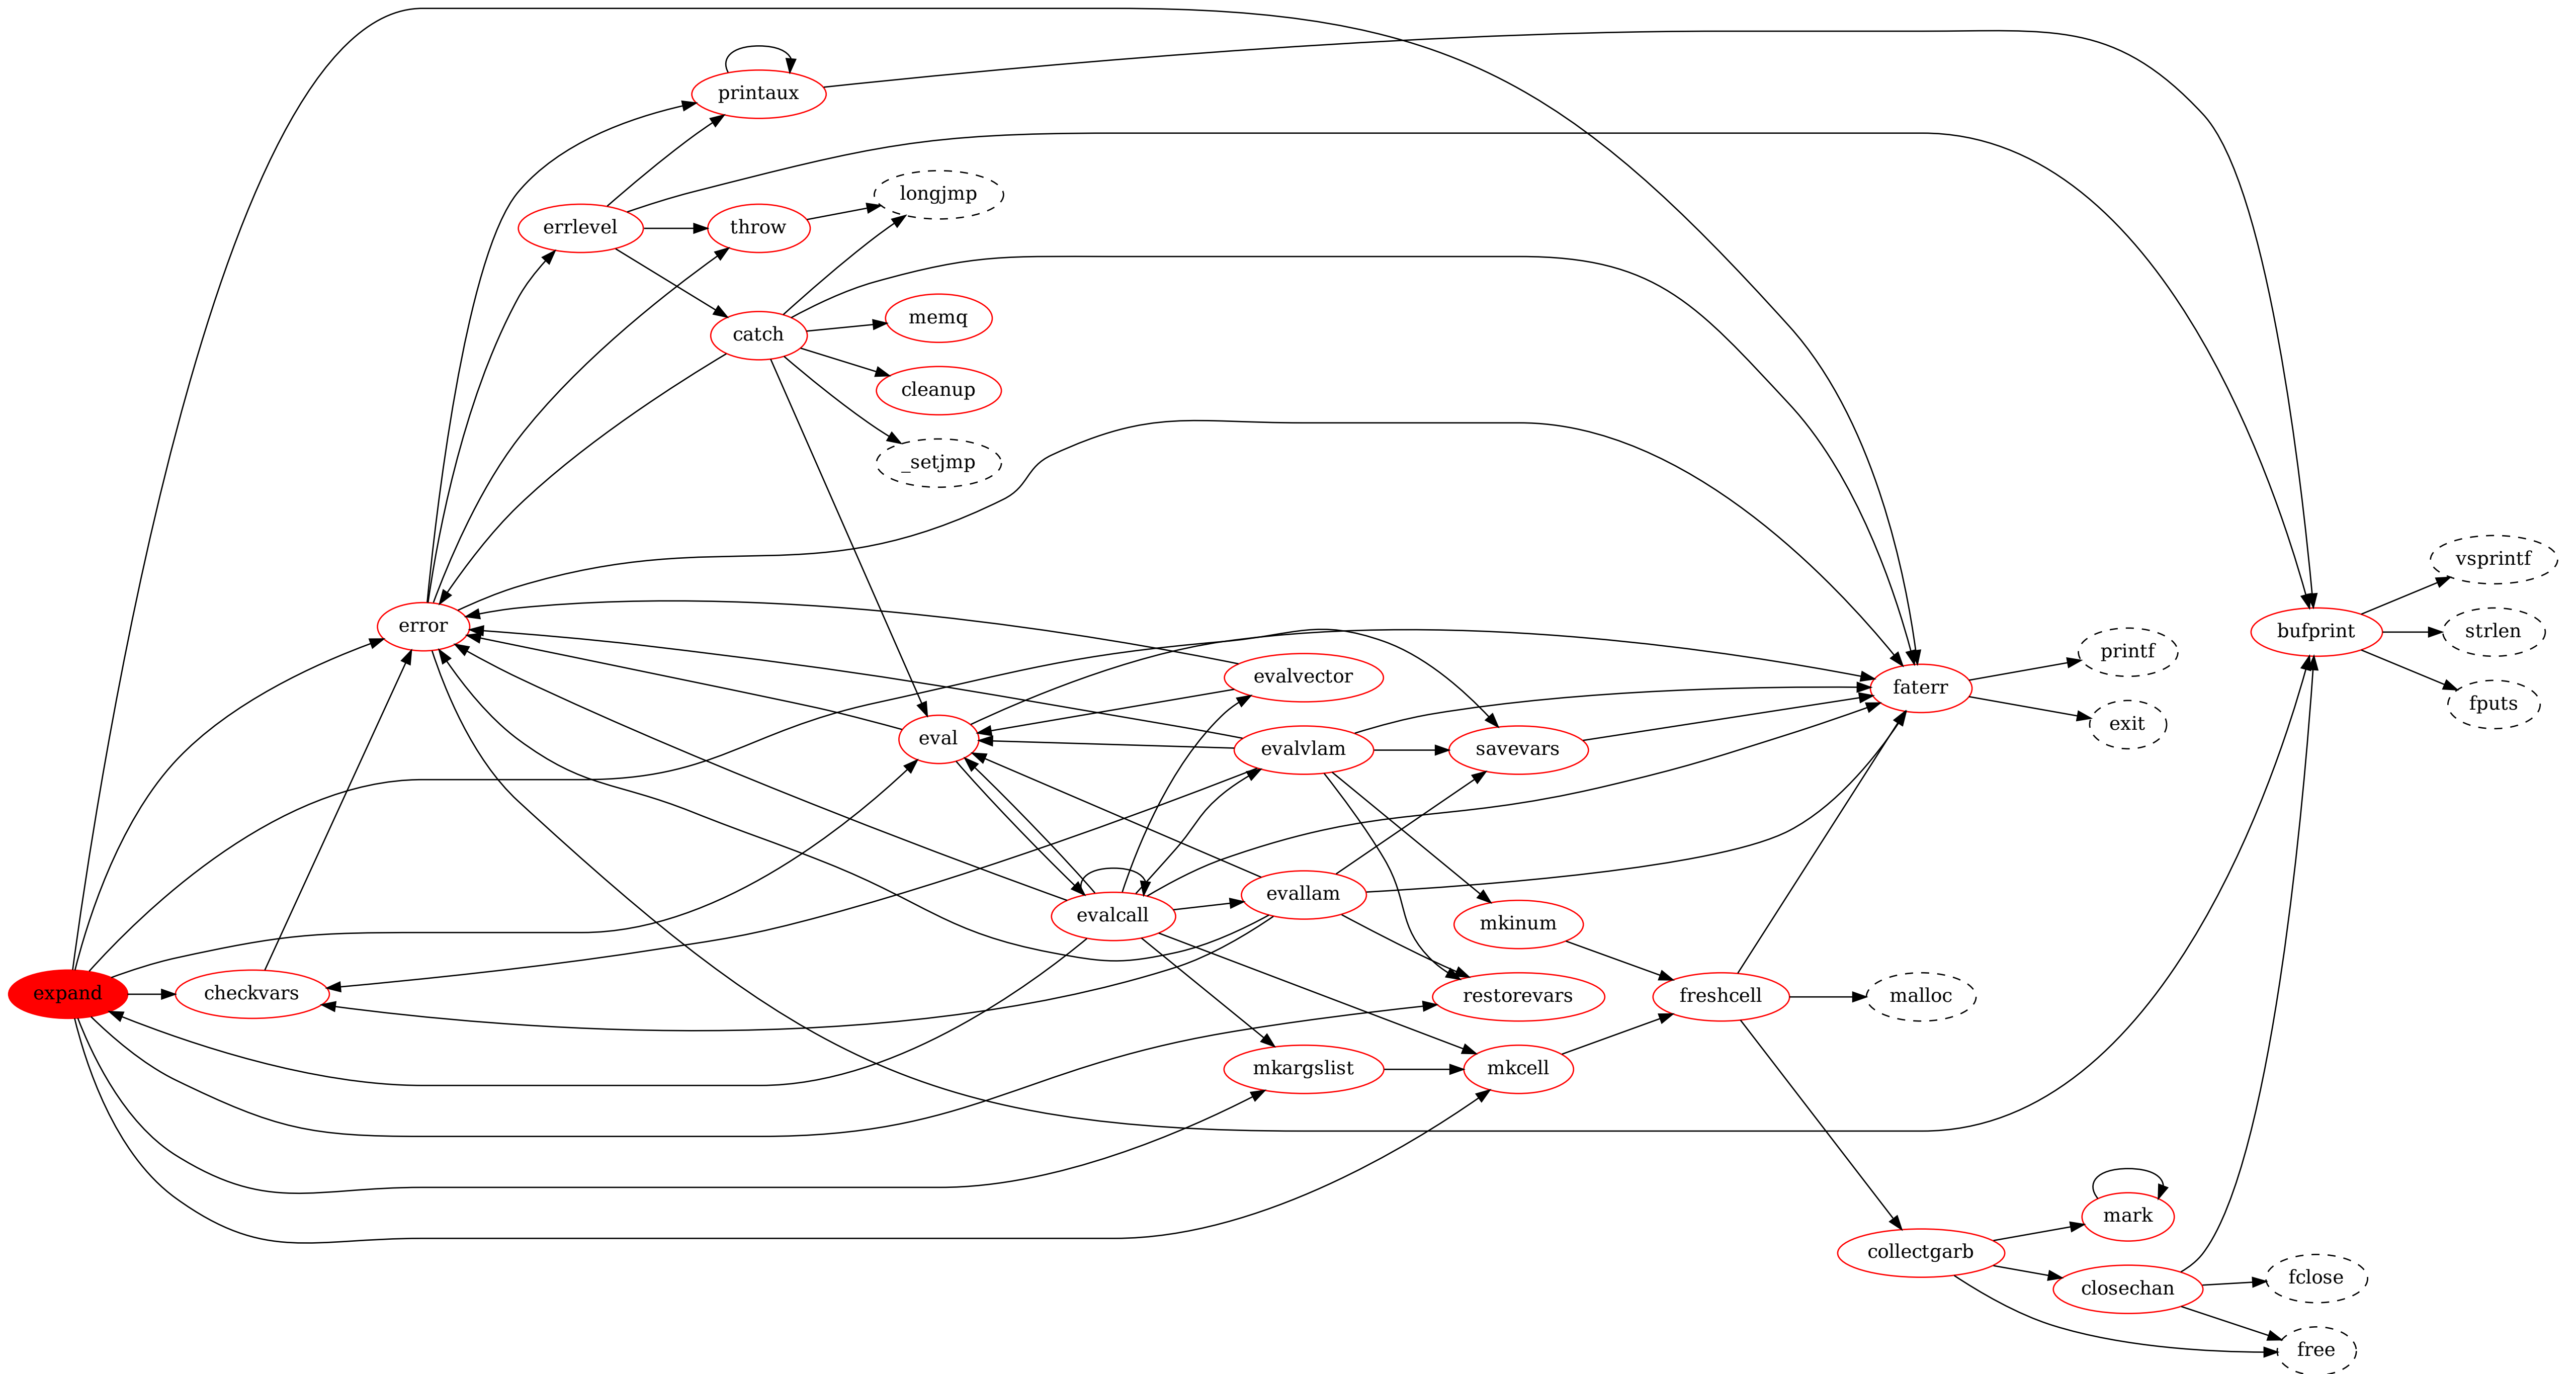 printaux
longjmp
errlevel
throw
memq
catch
cleanup
_setjmp
vsprintf
error
bufprint
strlen
printf
evalvector
faterr
fputs
exit
eval
evalvlam
savevars
evallam
evalcall
mkinum
expand
checkvars
restorevars
freshcell
malloc
mkargslist
mkcell
mark
collectgarb
fclose
closechan
free